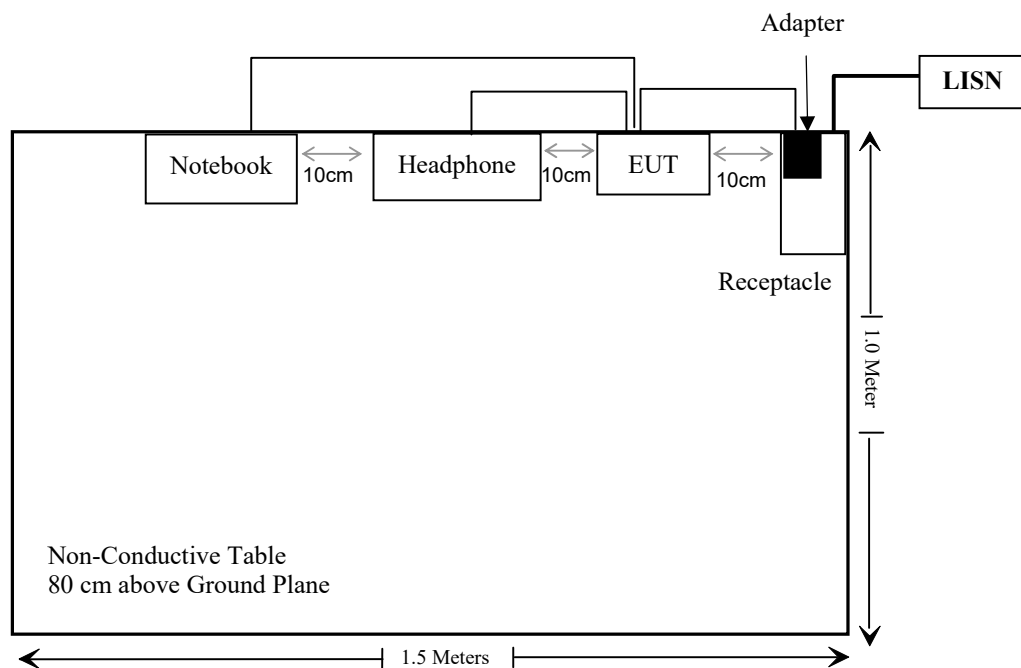 Adapter
LISN
Notebook
10cm
Headphone
10cm
EUT
10cm
Receptacle
1.0 Meter
Non-Conductive Table
80 cm above Ground Plane
1.5 Meters